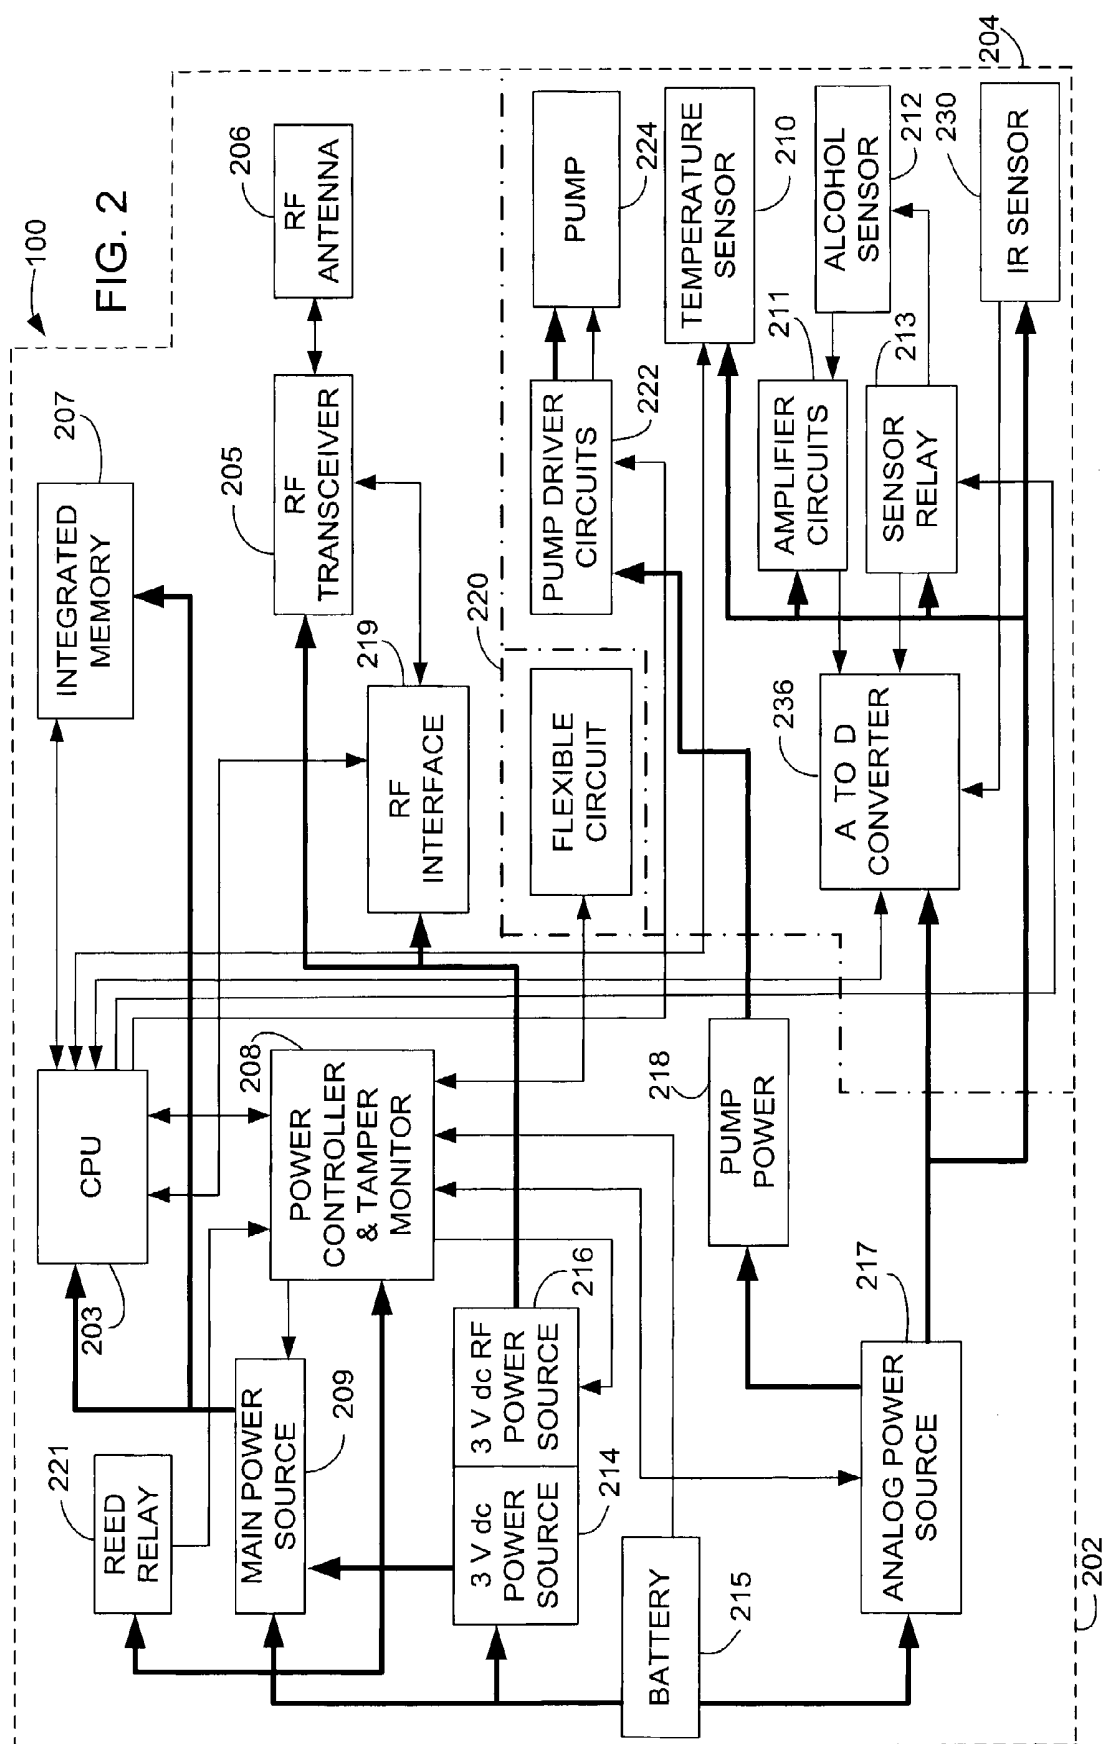 100
FIG. 2
207
INTEGRATED
MEMORY
206
RF
ANTENNA
205
RF
TRANSCEIVER
219
RF
INTERFACE
CPU
203
208
POWER
CONTROLLER
& TAMPER
MONITOR
221
REED
RELAY
MAIN POWER
SOURCE
209
3 V dc
POWER
SOURCE
214
3 V dc RF
POWER
SOURCE
216
BATTERY
215
220
FLEXIBLE
CIRCUIT
PUMP DRIVER
CIRCUITS
222
PUMP
224
TEMPERATURE
SENSOR
210
218
PUMP
POWER
236
A TO D
CONVERTER
AMPLIFIER
CIRCUITS
211
ALCOHOL
SENSOR
212
SENSOR
RELAY
213
230
IR SENSOR
204
ANALOG POWER
SOURCE
217
202